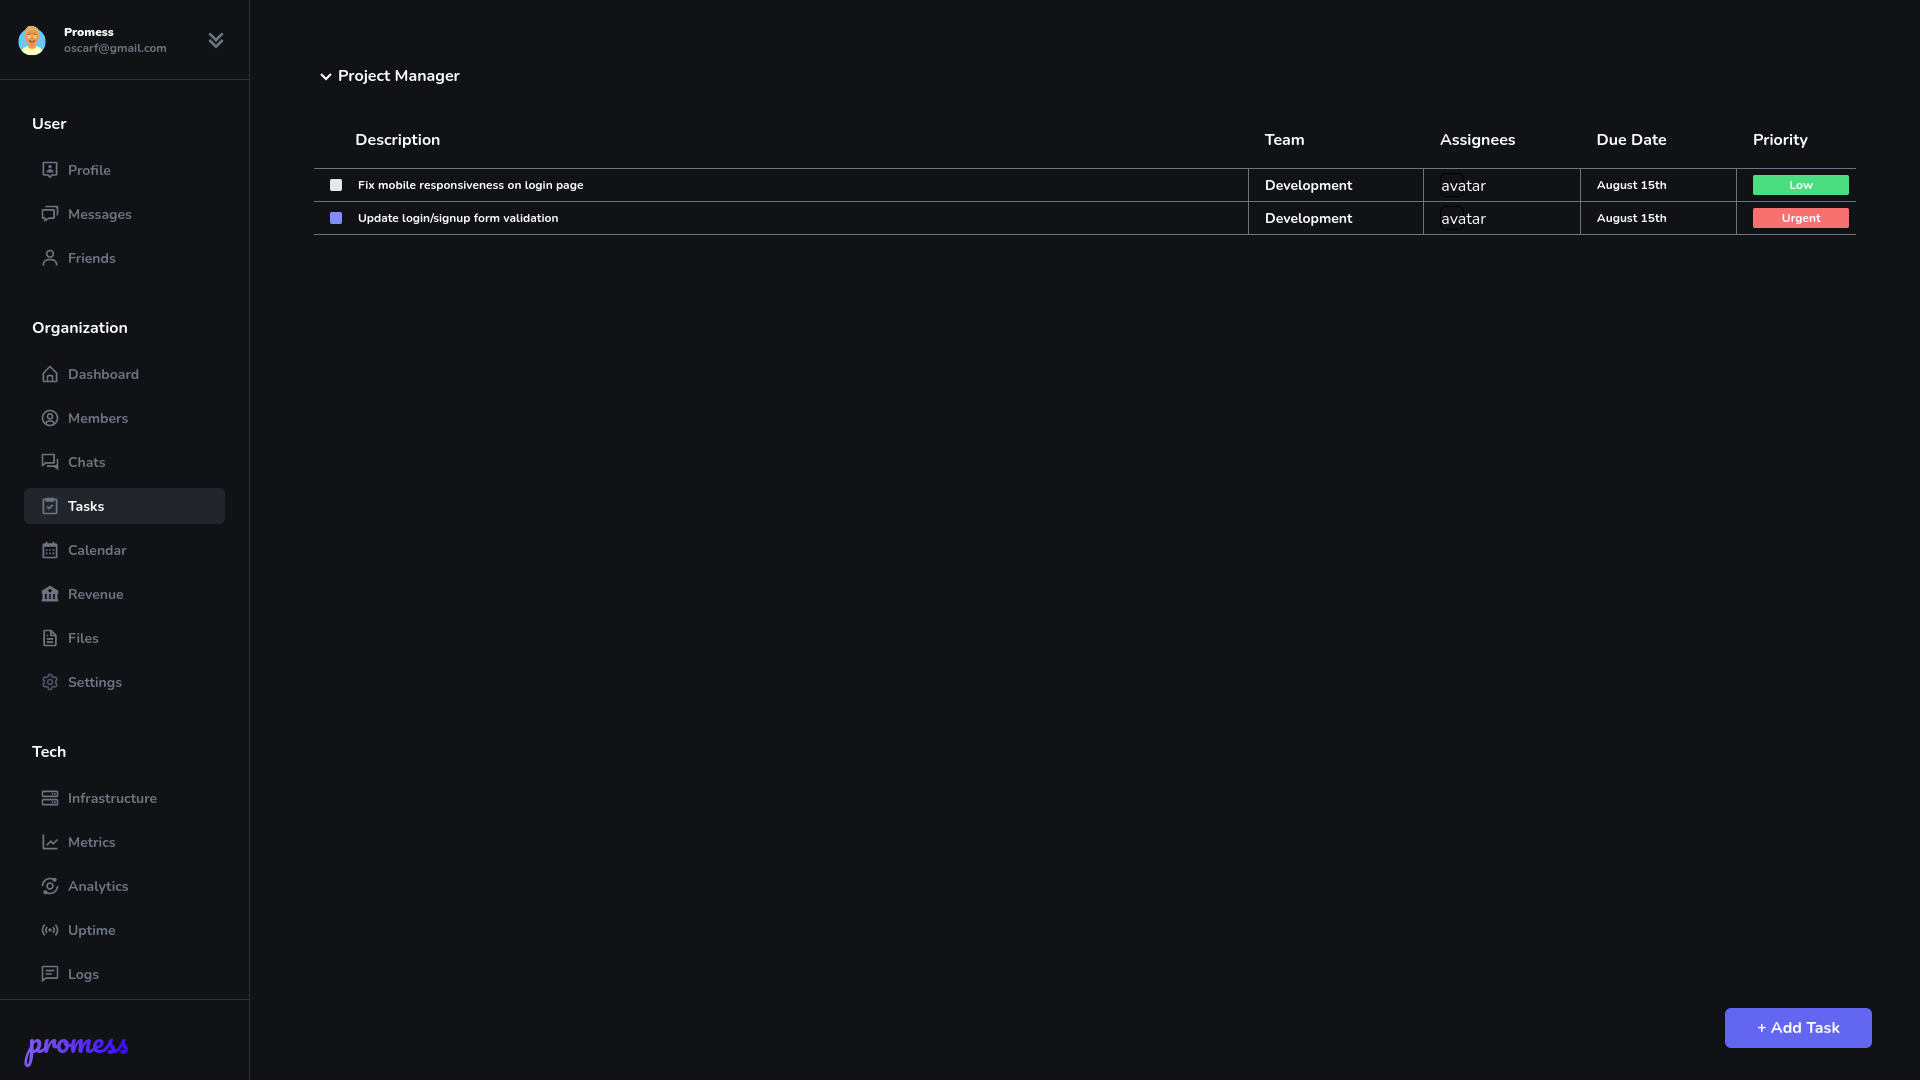 Promess
oscarf@gmail.com
User
Profile
Messages
Friends
Organization
Dashboard
Members
Chats
Tasks
Calendar
Revenue
Files
Settings
Tech
Infrastructure
Metrics
Analytics
Uptime
Logs
promess
Project Manager
Description Team Assignees Due Date Priority
Fix mobile responsiveness on login page Development avatar August 15th Low
Update login/signup form validation Development avatar August 15th Urgent
+ Add Task